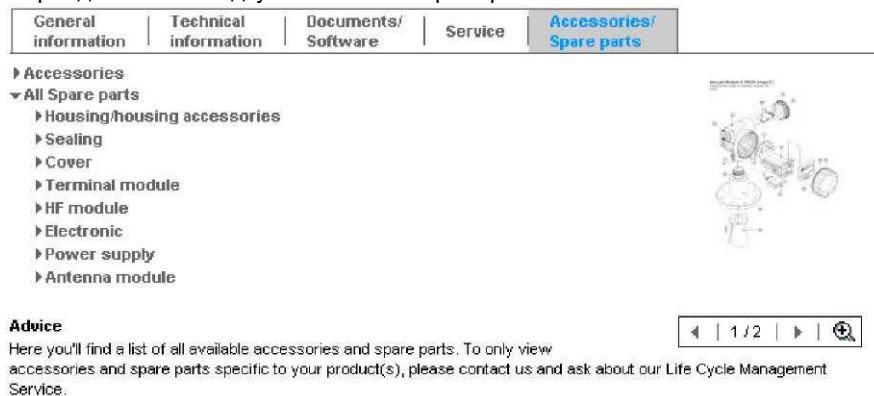 General information
Technical information
Documents/ Software
Service
Accessories/ Spare parts
Accessories
All Spare parts
Housing/housing accessories
Sealing
Cover
Terminal module
HF module
Electronic
Power supply
Antenna module
Advice
1 / 2
Here you'll find a list of all available accessories and spare parts. To only view
accessories and spare parts specific to your product(s), please contact us and ask about our Life Cycle Management
Service.